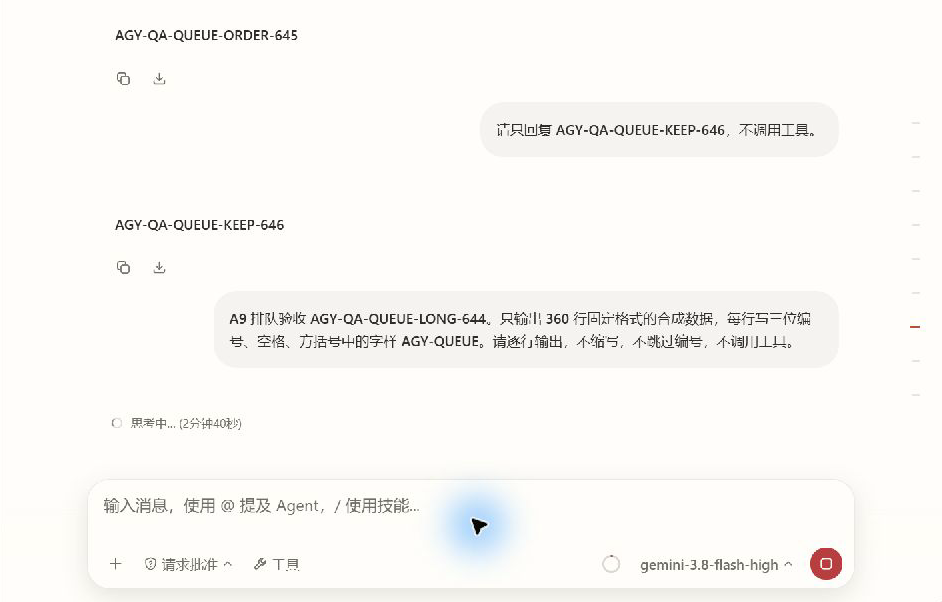 AGY-QA-QUEUE-ORDER-645
请只回复 AGY-QA-QUEUE-KEEP-646，不调用工具。
AGY-QA-QUEUE-KEEP-646
A9 排队验收 AGY-QA-QUEUE-LONG-644。只输出 360 行固定格式的合成数据，每行写三位编
号、空格、方括号中的字样 AGY-QUEUE。请逐行输出，不缩写，不跳过编号，不调用工具。
思考中... (2分钟40秒)
输入消息，使用 @ 提及 Agent，/ 使用技能...
请求批准 工具 gemini-3.8-flash-high